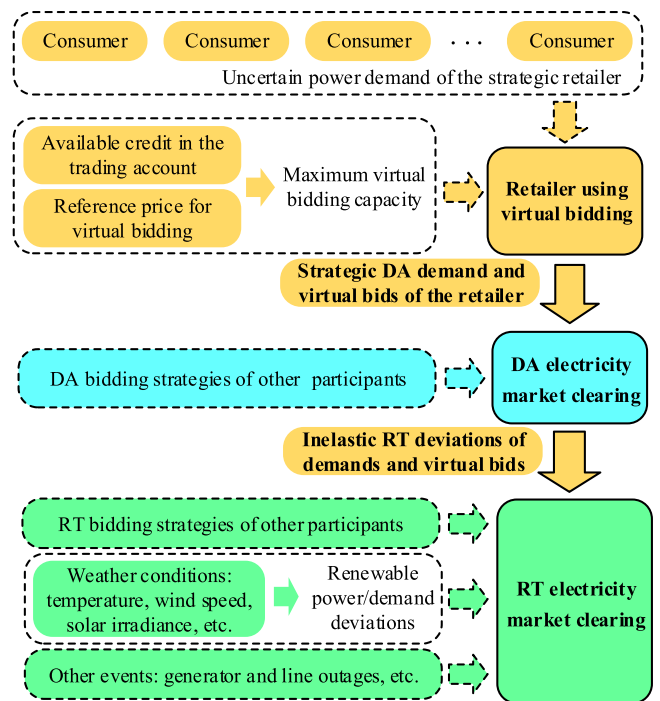 Consumer Consumer Consumer ... Consumer
Uncertain power demand of the strategic retailer
Available credit in the
trading account
Reference price for
virtual bidding
Maximum virtual
bidding capacity
Retailer using
virtual bidding
Strategic DA demand and
virtual bids of the retailer
DA bidding strategies of other participants
DA electricity
market clearing
Inelastic RT deviations of
demands and virtual bids
RT bidding strategies of other participants
Weather conditions:
temperature, wind speed,
solar irradiance, etc.
Renewable
power/demand
deviations
RT electricity
market clearing
Other events: generator and line outages, etc.